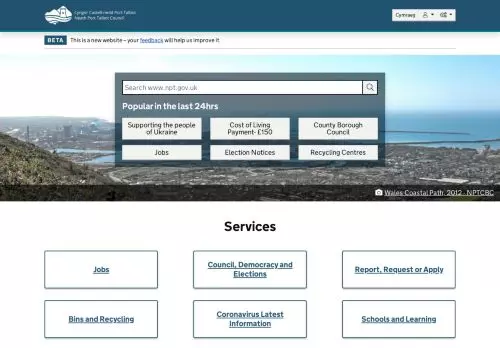 Cyngor Castell-nedd Port Talbot
Neath Port Talbot Council
Cymraeg
BETA This is a new website – your feedback will help us improve it.
Search www.npt.gov.uk
Popular in the last 24hrs
Supporting the people
of Ukraine
Cost of Living
Payment- £150
County Borough
Council
Jobs
Election Notices
Recycling Centres
Wales Coastal Path, 2012 - NPTCBC
Services
Jobs
Council, Democracy and
Elections
Report, Request or Apply
Bins and Recycling
Coronavirus Latest
Information
Schools and Learning